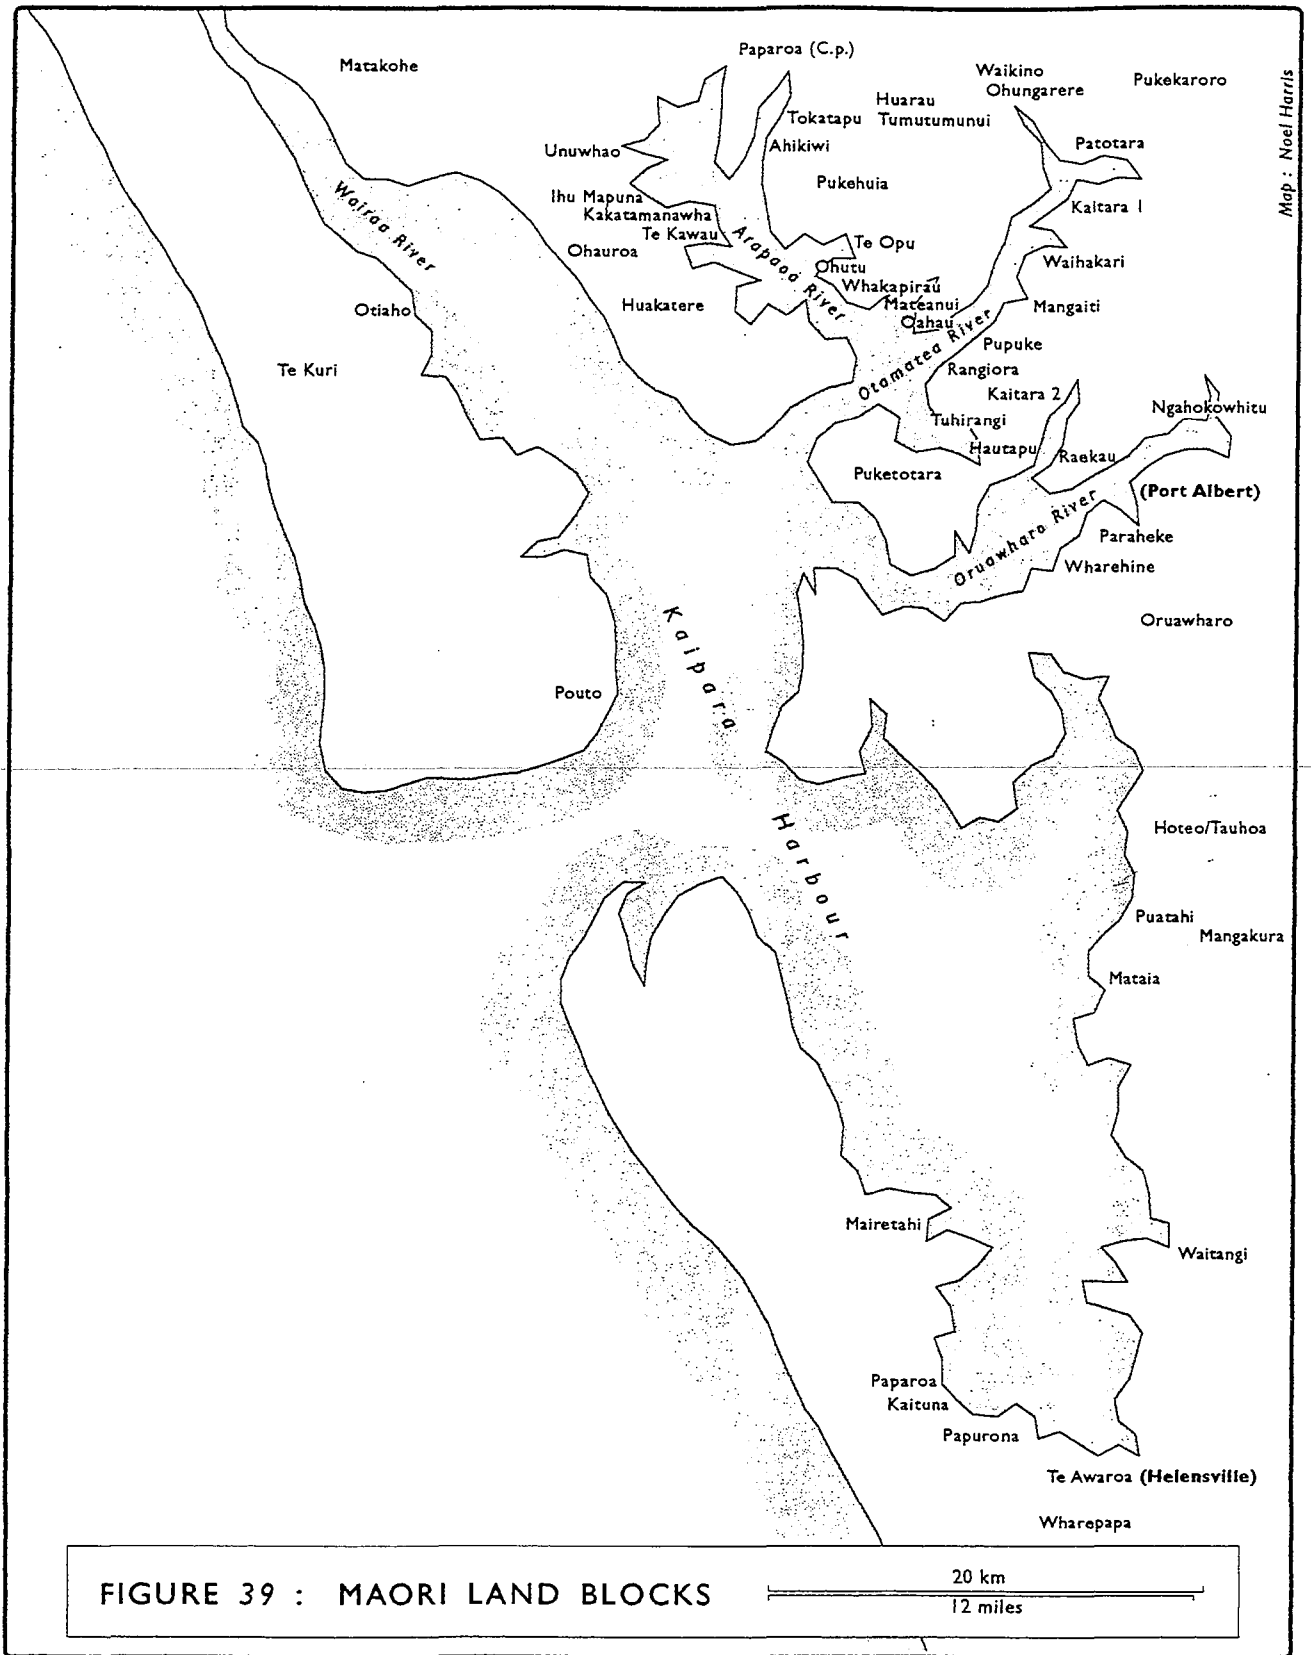 Paparoa (C.p.)
Matakohe
Waikino
Ohungarere
Pukekaroro
Map : Noel Harris
Huarau
Tokatapu
Tumutumunui
Unuwhao
Ahikiwi
Patotara
Pukehuia
Ihu Mapuna
Kakatamanawha
Kaitara 1
Te Kawau
Wairoa River
Arapaoa River
Te Opu
Ohauroa
Waihakari
Ohutu
Whakapirau
Huakatere
Mateanui
Mangaiti
Otiaho
Oahau
Otamatea River
Pupuke
Te Kuri
Rangiora
Kaitara 2
Ngahokowhitu
Tuhirangi
Hautapu
Raekau
Puketotara
(Port Albert)
Oruawharo River
Paraheke
Wharehine
Oruawharo
Kaipara
Harbour
Pouto
Hoteo/Tauhoa
Puatahi
Mangakura
Mataia
Mairetahi
Waitangi
Paparoa
Kaituna
Papurona
Te Awaroa (Helensville)
Wharepapa
FIGURE 39 : MAORI LAND BLOCKS
20 km
12 miles